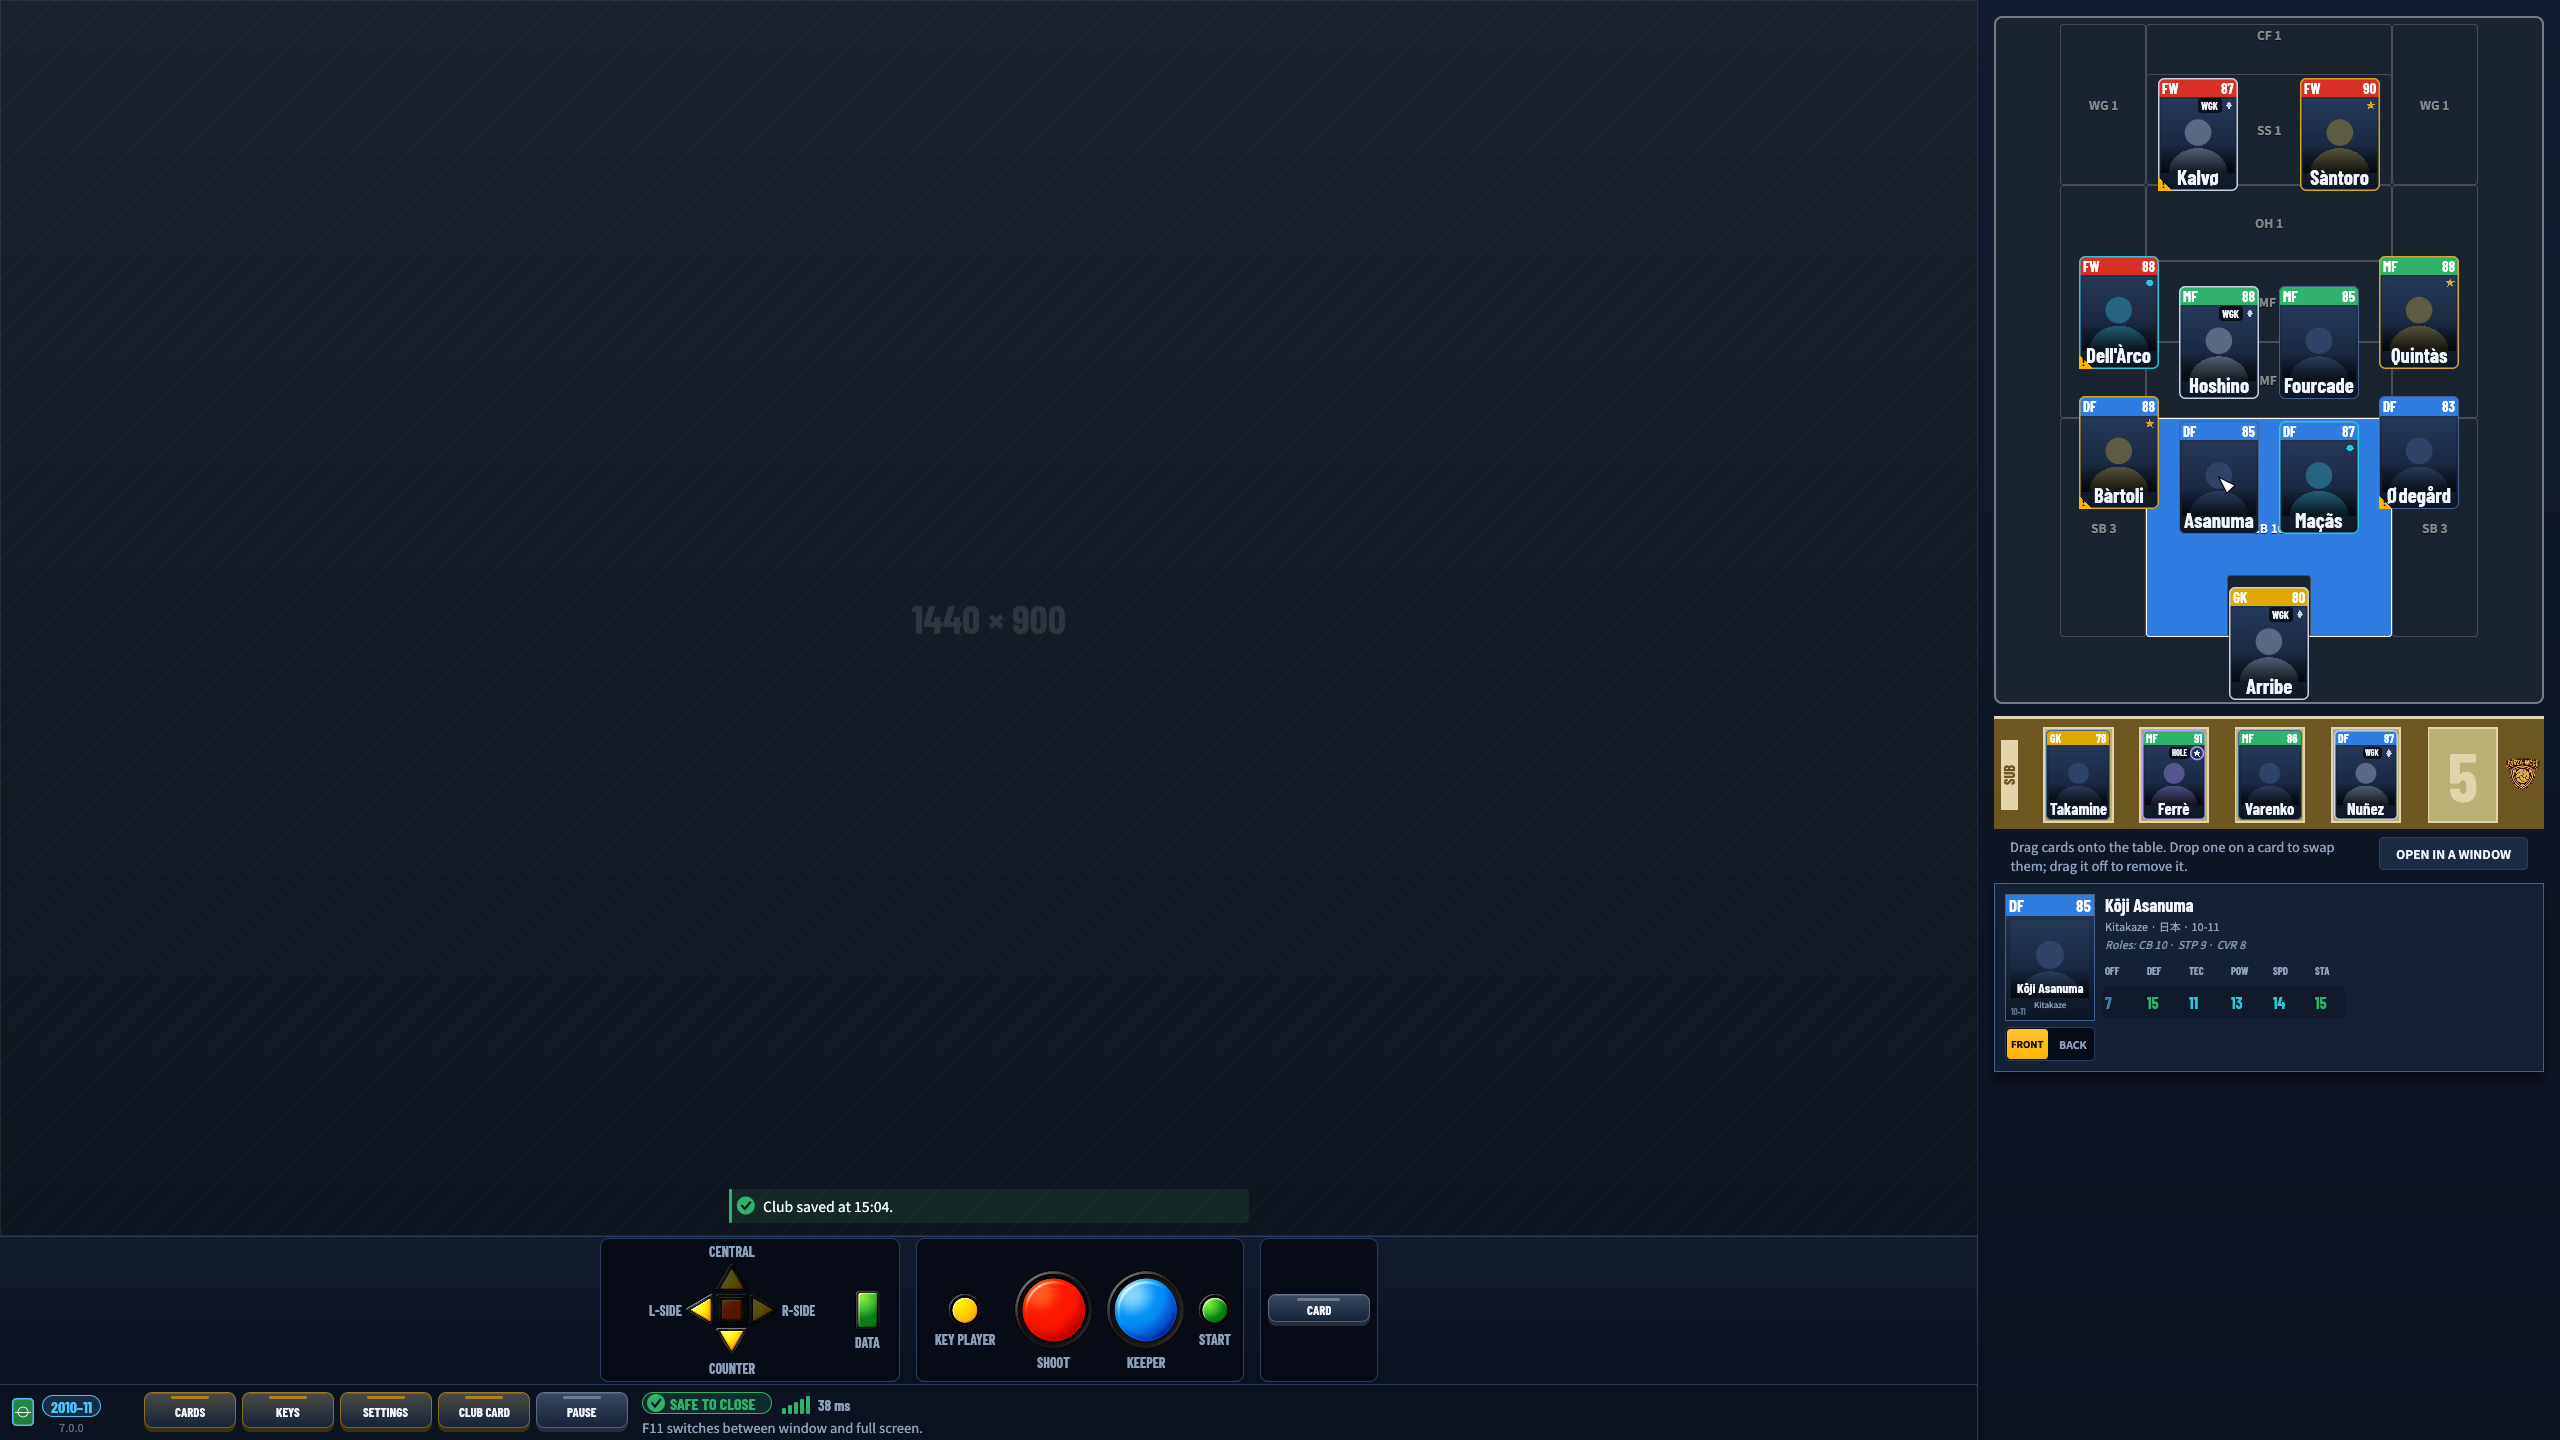 CF 1
WG 1
WG 1
SS 1
FW 87
WGK
Kalvø
FW 90
Sàntoro
OH 1
FW 88
Dell'Àrco
MF 88
WGK
Hoshino
MF
MF
MF 85
Fourcade
MF 88
Quintàs
DF 88
Bàrtoli
DF 85
Asanuma
DF 87
Maçãs
DF 83
Ødegård
SB 3
SB 3
GK 80
WGK
Arribe
1440 × 900
SUB
GK 78
Takamine
MF 91
HOLE
Ferrè
MF 86
Varenko
DF 87
WGK
Nuñez
5
Drag cards onto the table. Drop one on a card to swap
them; drag it off to remove it.
OPEN IN A WINDOW
DF 85
Kōji Asanuma
Kitakaze
10-11
FRONT BACK
Kōji Asanuma
Kitakaze · 日本 · 10-11
Roles: CB 10 · STP 9 · CVR 8
OFF DEF TEC POW SPD STA
7 15 11 13 14 15
Club saved at 15:04.
CENTRAL
L-SIDE
R-SIDE
COUNTER
DATA
KEY PLAYER
SHOOT
KEEPER
START
CARD
2010–11
7.0.0
CARDS
KEYS
SETTINGS
CLUB CARD
PAUSE
SAFE TO CLOSE
38 ms
F11 switches between window and full screen.